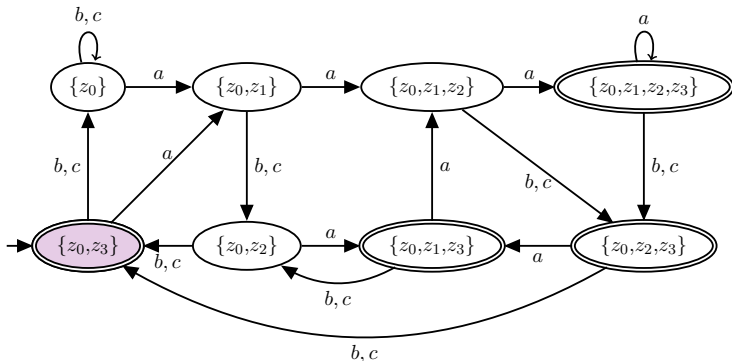 b, c
a
{z0}
a
{z0,z1}
a
{z0,z1,z2}
a
{z0,z1,z2,z3}
b, c
a
b, c
a
b, c
b, c
{z0,z3}
b, c
{z0,z2}
a
{z0,z1,z3}
a
{z0,z2,z3}
b, c
b, c